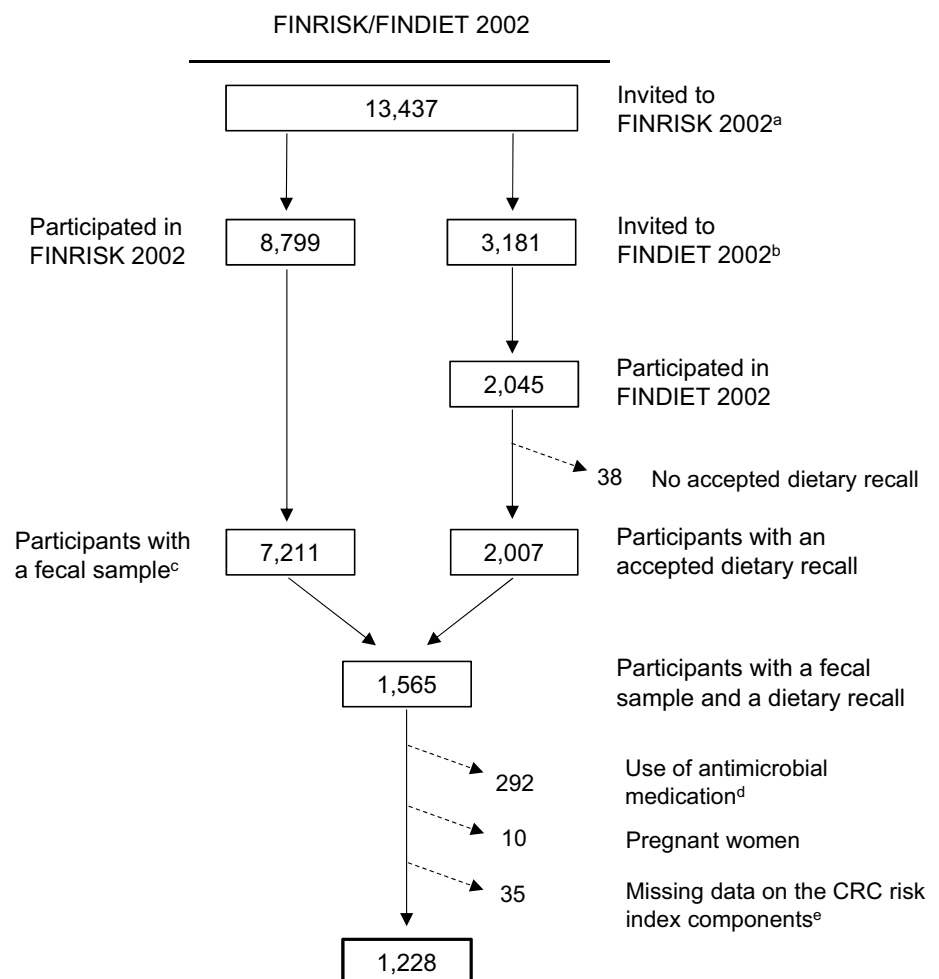 FINRISK/FINDIET 2002
13,437
Invited to
FINRISK 2002ᵃ
Participated in
FINRISK 2002
8,799
3,181
Invited to
FINDIET 2002ᵇ
2,045
Participated in
FINDIET 2002
38
No accepted dietary recall
Participants with
a fecal sampleᶜ
7,211
2,007
Participants with an
accepted dietary recall
1,565
Participants with a fecal
sample and a dietary recall
292
Use of antimicrobial
medicationᵈ
10
Pregnant women
35
Missing data on the CRC risk
index componentsᵉ
1,228